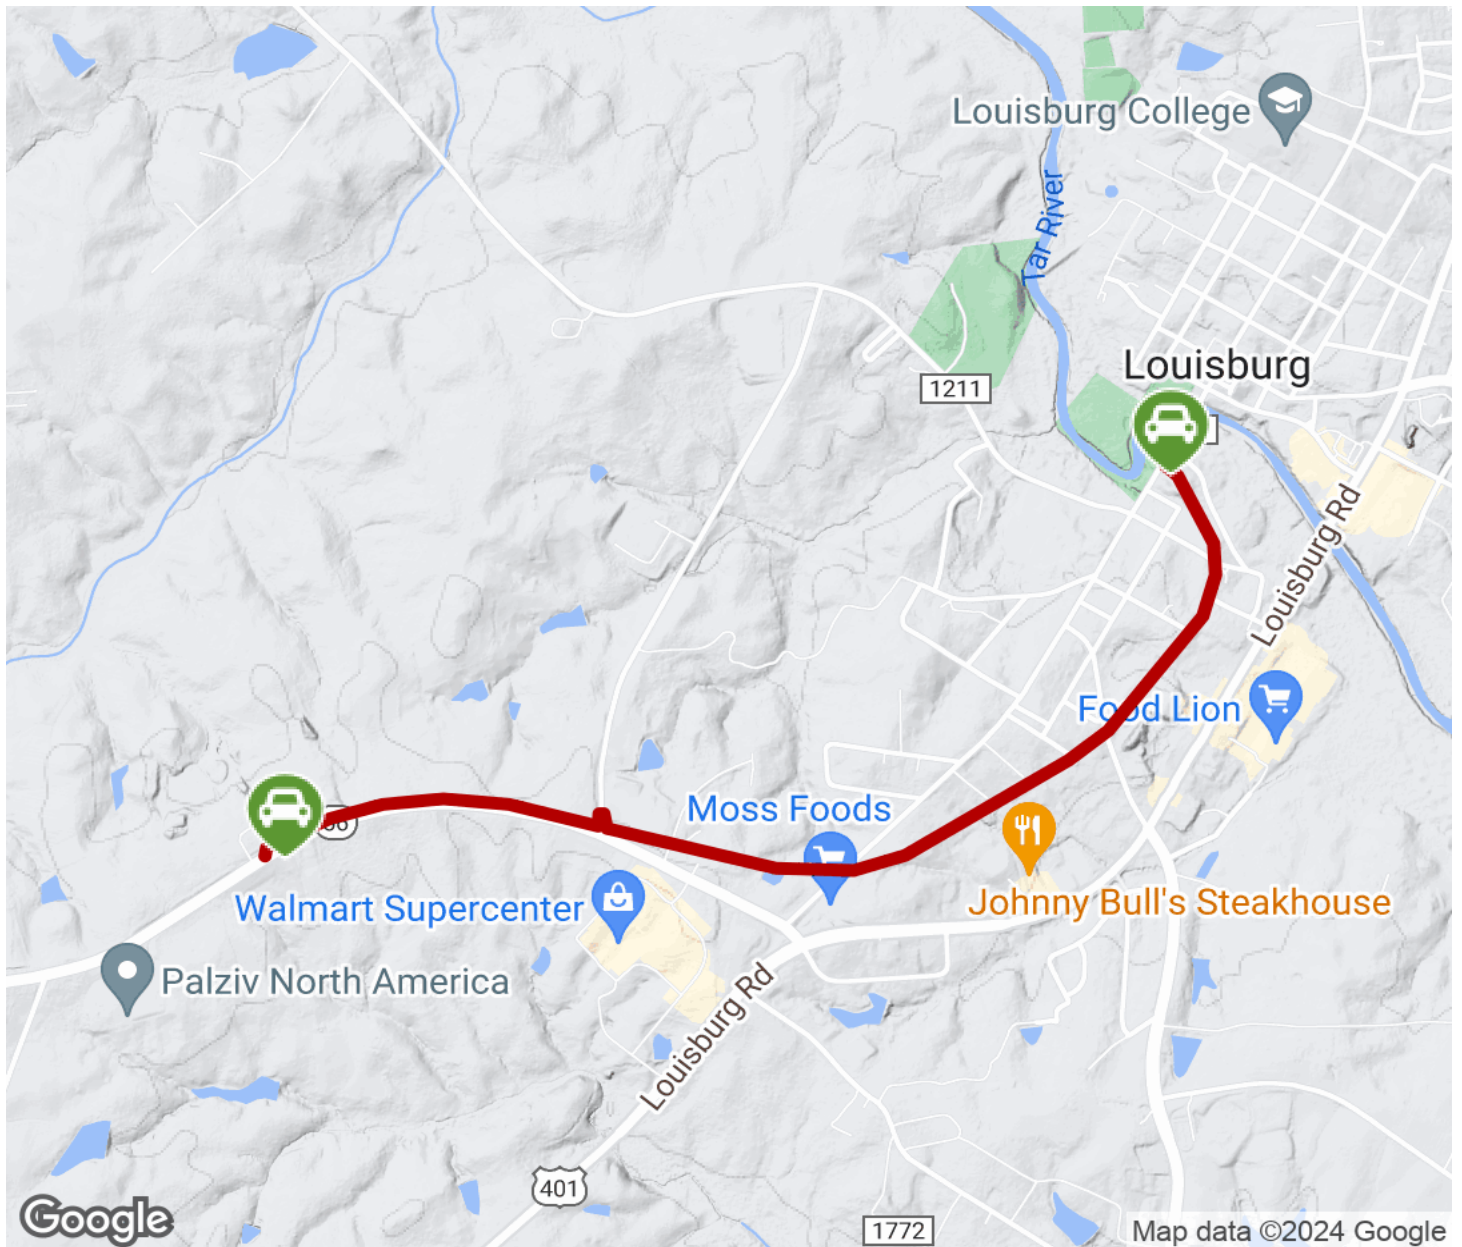 Louisburg College
Tar River
Louisburg
1211
Louisburg Rd
Food Lion
Moss Foods
Walmart Supercenter
Johnny Bull's Steakhouse
Palziv North America
Louisburg Rd
401
1772
Google
Map data ©2024 Google